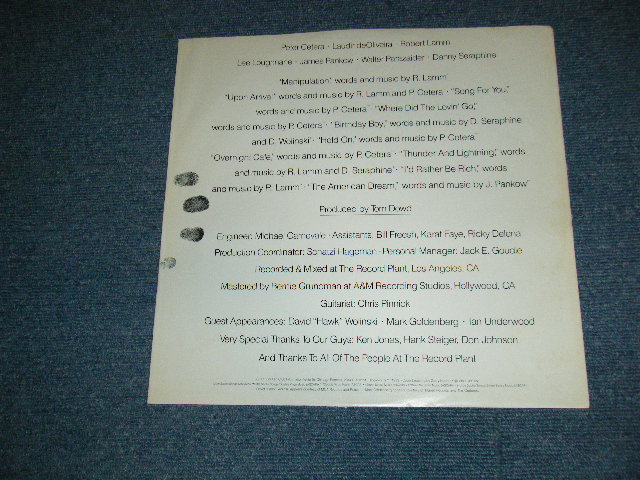 Peter Cetera · Laudir deOliveira · Robert Lamm
Lee Loughnane · James Pankow · Walter Parazaider · Danny Seraphine
"Manipulation" words and music by R. Lamm
"Upon Arrival" words and music by R. Lamm and P. Cetera · "Song For You,"
words and music by P. Cetera · "Where Did The Lovin' Go,"
words and music by P. Cetera · "Birthday Boy," words and music by D. Seraphine
and D. Wolinski · "Hold On," words and music by P. Cetera
"Overnight Cafe," words and music by P. Cetera · "Thunder And Lightning," words
and music by R. Lamm and D. Seraphine · "I'd Rather Be Rich," words
and music by R. Lamm · "The American Dream," words and music by J. Pankow
Produced by Tom Dowd
Engineer: Michael Carnevale · Assistants: Bill Freesh, Karat Faye, Ricky Delena
Production Coordinator: Schatzi Hageman · Personal Manager: Jack E. Goudie
Recorded & Mixed at The Record Plant, Los Angeles, CA
Mastered by Bernie Grundman at A&M Recording Studios, Hollywood, CA
Guitarist: Chris Pinnick
Guest Appearances: David "Hawk" Wolinski · Mark Goldenberg · Ian Underwood
Very Special Thanks To Our Guys: Ken Jones, Hank Steiger, Don Johnson
And Thanks To All Of The People At The Record Plant